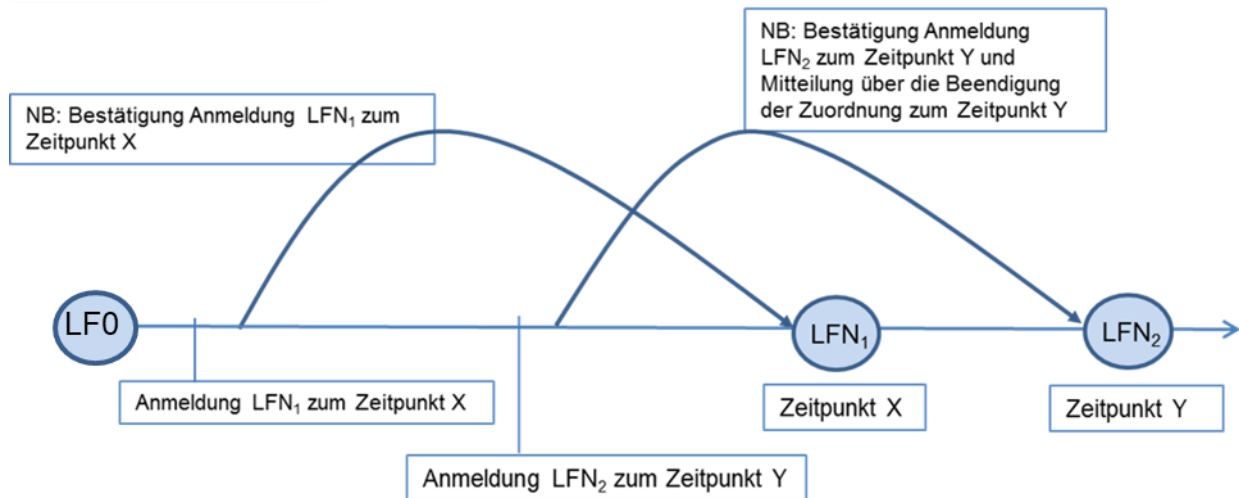 NB: Bestätigung Anmeldung LFN₁ zum
Zeitpunkt X
NB: Bestätigung Anmeldung
LFN₂ zum Zeitpunkt Y und
Mitteilung über die Beendigung
der Zuordnung zum Zeitpunkt Y
LF0
LFN₁
LFN₂
Anmeldung LFN₁ zum Zeitpunkt X
Zeitpunkt X
Zeitpunkt Y
Anmeldung LFN₂ zum Zeitpunkt Y